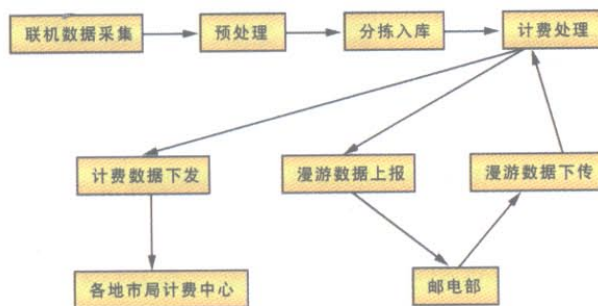 联机数据采集
预处理
分拣入库
计费处理
计费数据下发
漫游数据上报
漫游数据下传
各地市局计费中心
邮电部